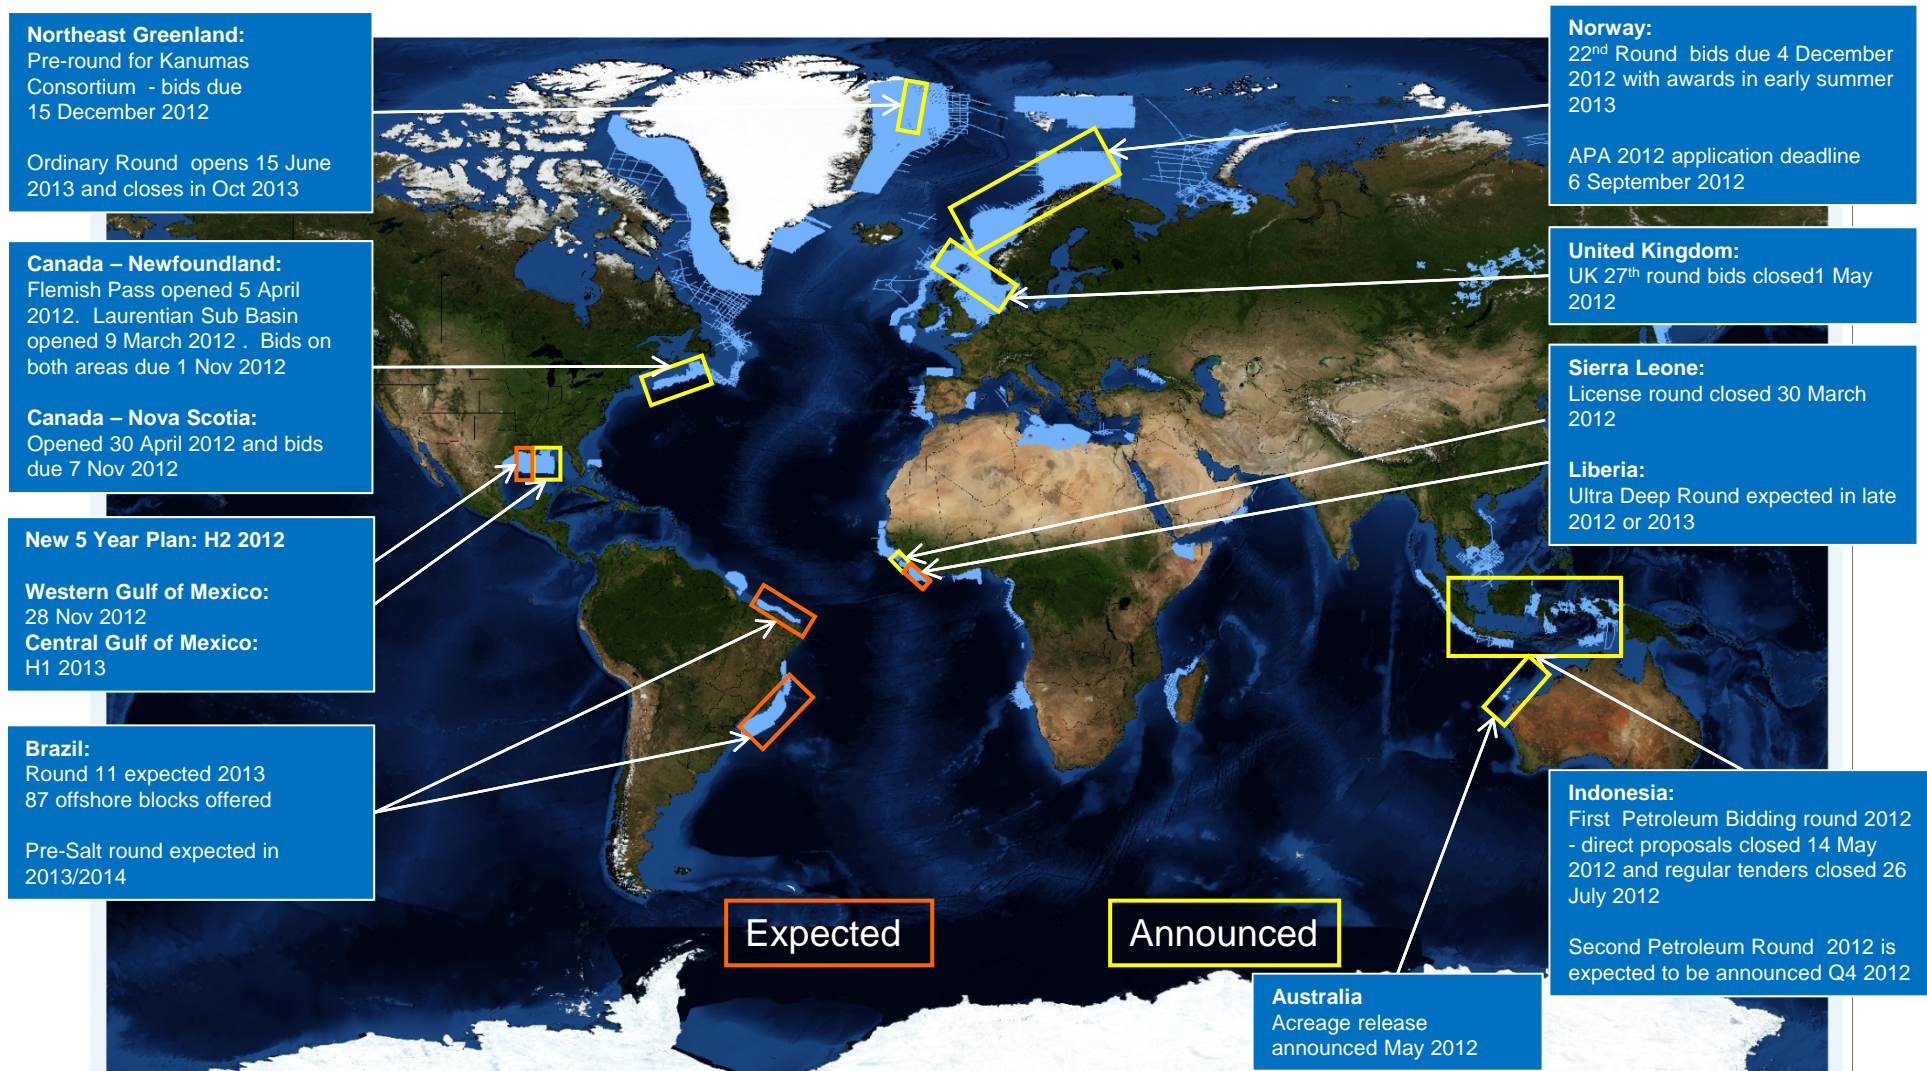 Northeast Greenland:
Pre-round for Kanumas
Consortium - bids due
15 December 2012
Ordinary Round opens 15 June
2013 and closes in Oct 2013
Canada – Newfoundland:
Flemish Pass opened 5 April
2012. Laurentian Sub Basin
opened 9 March 2012 . Bids on
both areas due 1 Nov 2012
Canada – Nova Scotia:
Opened 30 April 2012 and bids
due 7 Nov 2012
New 5 Year Plan: H2 2012
Western Gulf of Mexico:
28 Nov 2012
Central Gulf of Mexico:
H1 2013
Brazil:
Round 11 expected 2013
87 offshore blocks offered
Pre-Salt round expected in
2013/2014
Expected
Announced
Norway:
22nd Round bids due 4 December
2012 with awards in early summer
2013
APA 2012 application deadline
6 September 2012
United Kingdom:
UK 27th round bids closed1 May
2012
Sierra Leone:
License round closed 30 March
2012
Liberia:
Ultra Deep Round expected in late
2012 or 2013
Indonesia:
First Petroleum Bidding round 2012
- direct proposals closed 14 May
2012 and regular tenders closed 26
July 2012
Second Petroleum Round 2012 is
expected to be announced Q4 2012
Australia
Acreage release
announced May 2012